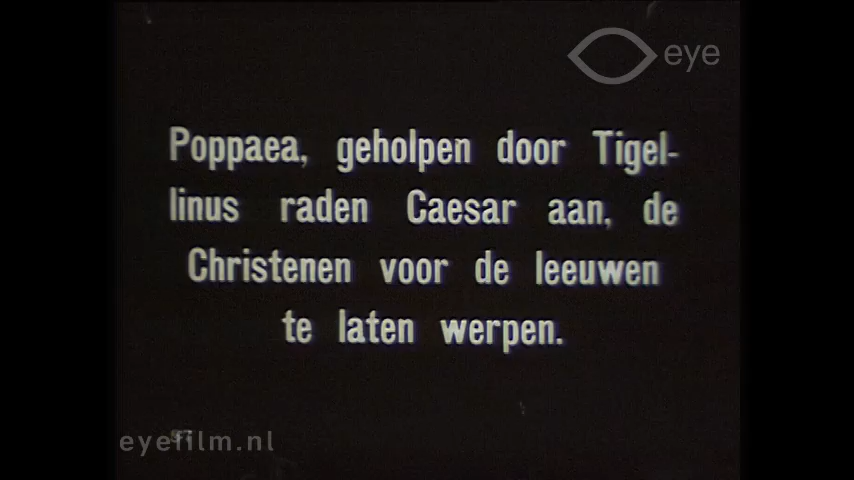 eye
Poppaea, geholpen door Tigel-
linus raden Caesar aan, de
Christenen voor de leeuwen
te laten werpen.
eyefilm.nl